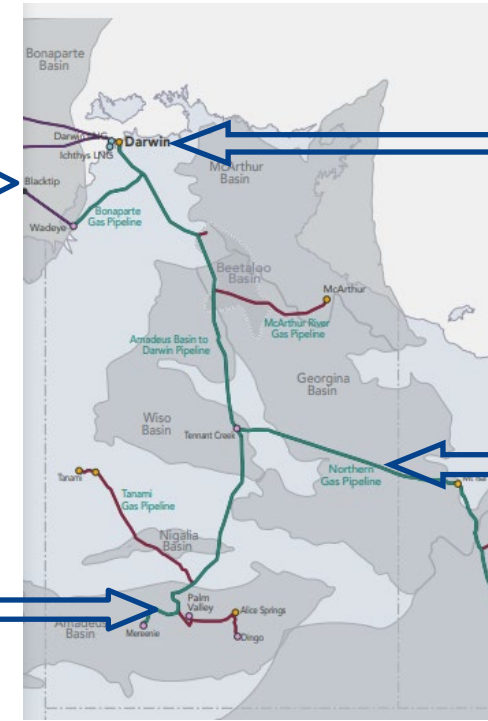 Bonaparte
Basin
Darwin LNG
Darwin
Ichthys LNG
McArthur
Basin
Blacktip
Bonaparte
Gas Pipeline
Wadeye
Beetaloo
Basin
McArthur
McArthur River
Gas Pipeline
Amadeus Basin to
Darwin Pipeline
Georgina
Basin
Wiso
Basin
Tennant Creek
Northern
Gas Pipeline
Mt Isa
Tanami
Tanami
Gas Pipeline
Ngalia
Basin
Palm
Valley
Alice Springs
Amadeus
Basin
Mereenie
Dingo